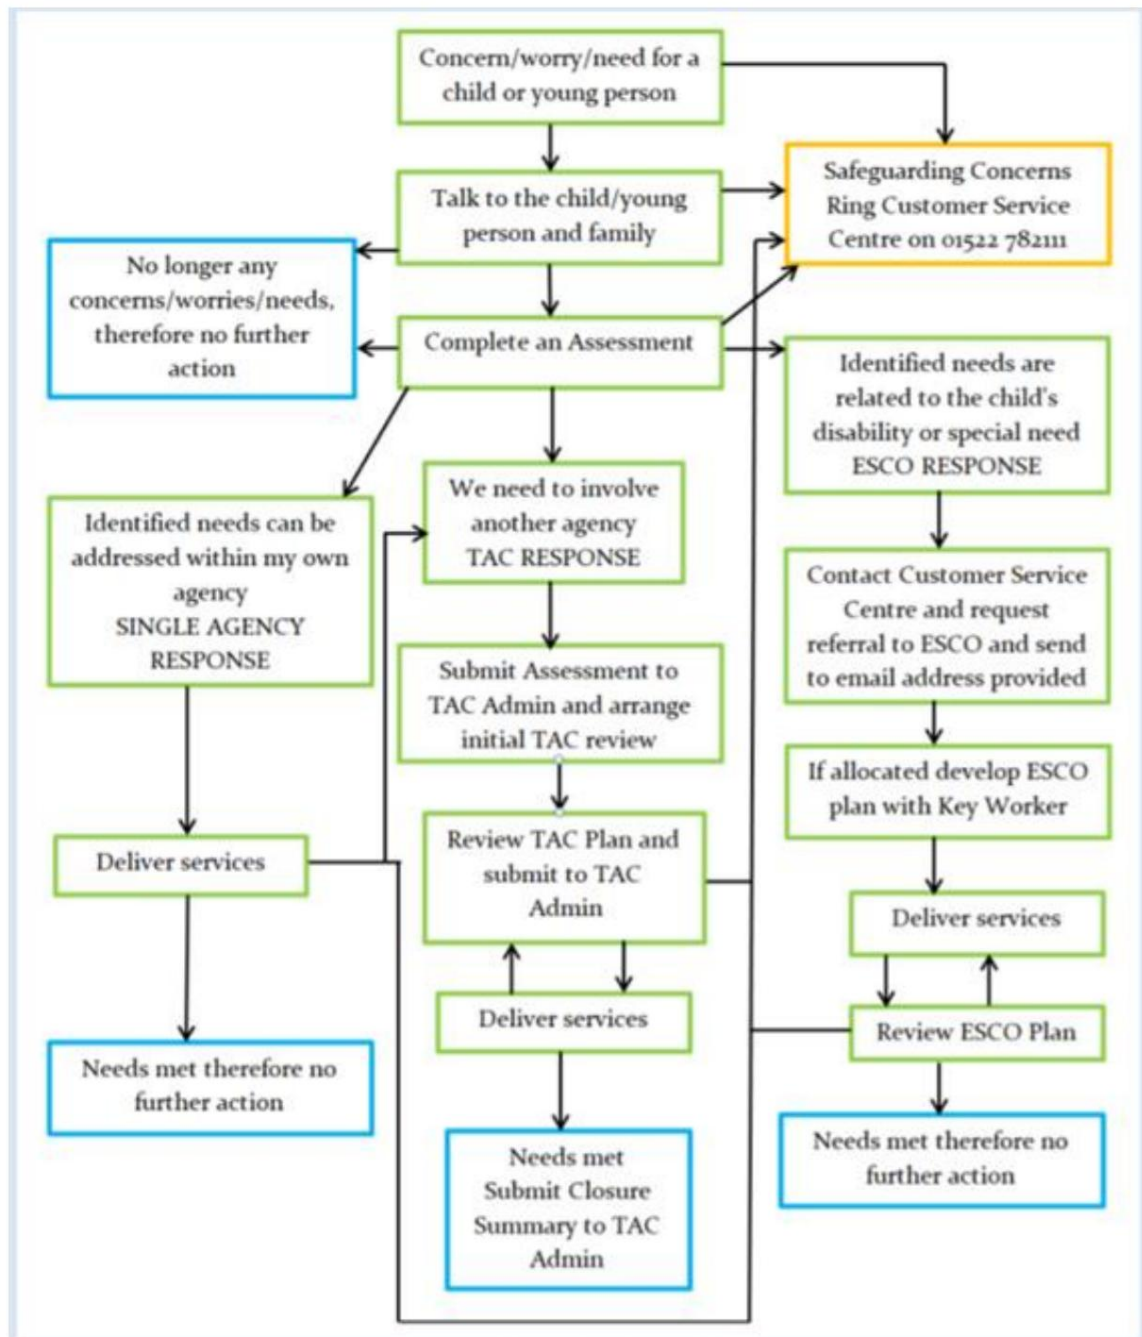 Concern/worry/need for a
child or young person
Safeguarding Concerns
Ring Customer Service
Centre on 01522 782111
Talk to the child/young
person and family
No longer any
concerns/worries/needs,
therefore no further
action
Complete an Assessment
Identified needs are
related to the child's
disability or special need
ESCO RESPONSE
We need to involve
another agency
TAC RESPONSE
Identified needs can be
addressed within my own
agency
SINGLE AGENCY
RESPONSE
Contact Customer Service
Centre and request
referral to ESCO and send
to email address provided
Submit Assessment to
TAC Admin and arrange
initial TAC review
If allocated develop ESCO
plan with Key Worker
Review TAC Plan and
submit to TAC
Admin
Deliver services
Deliver services
Deliver services
Review ESCO Plan
Needs met therefore no
further action
Needs met
Submit Closure
Summary to TAC
Admin
Needs met therefore no
further action